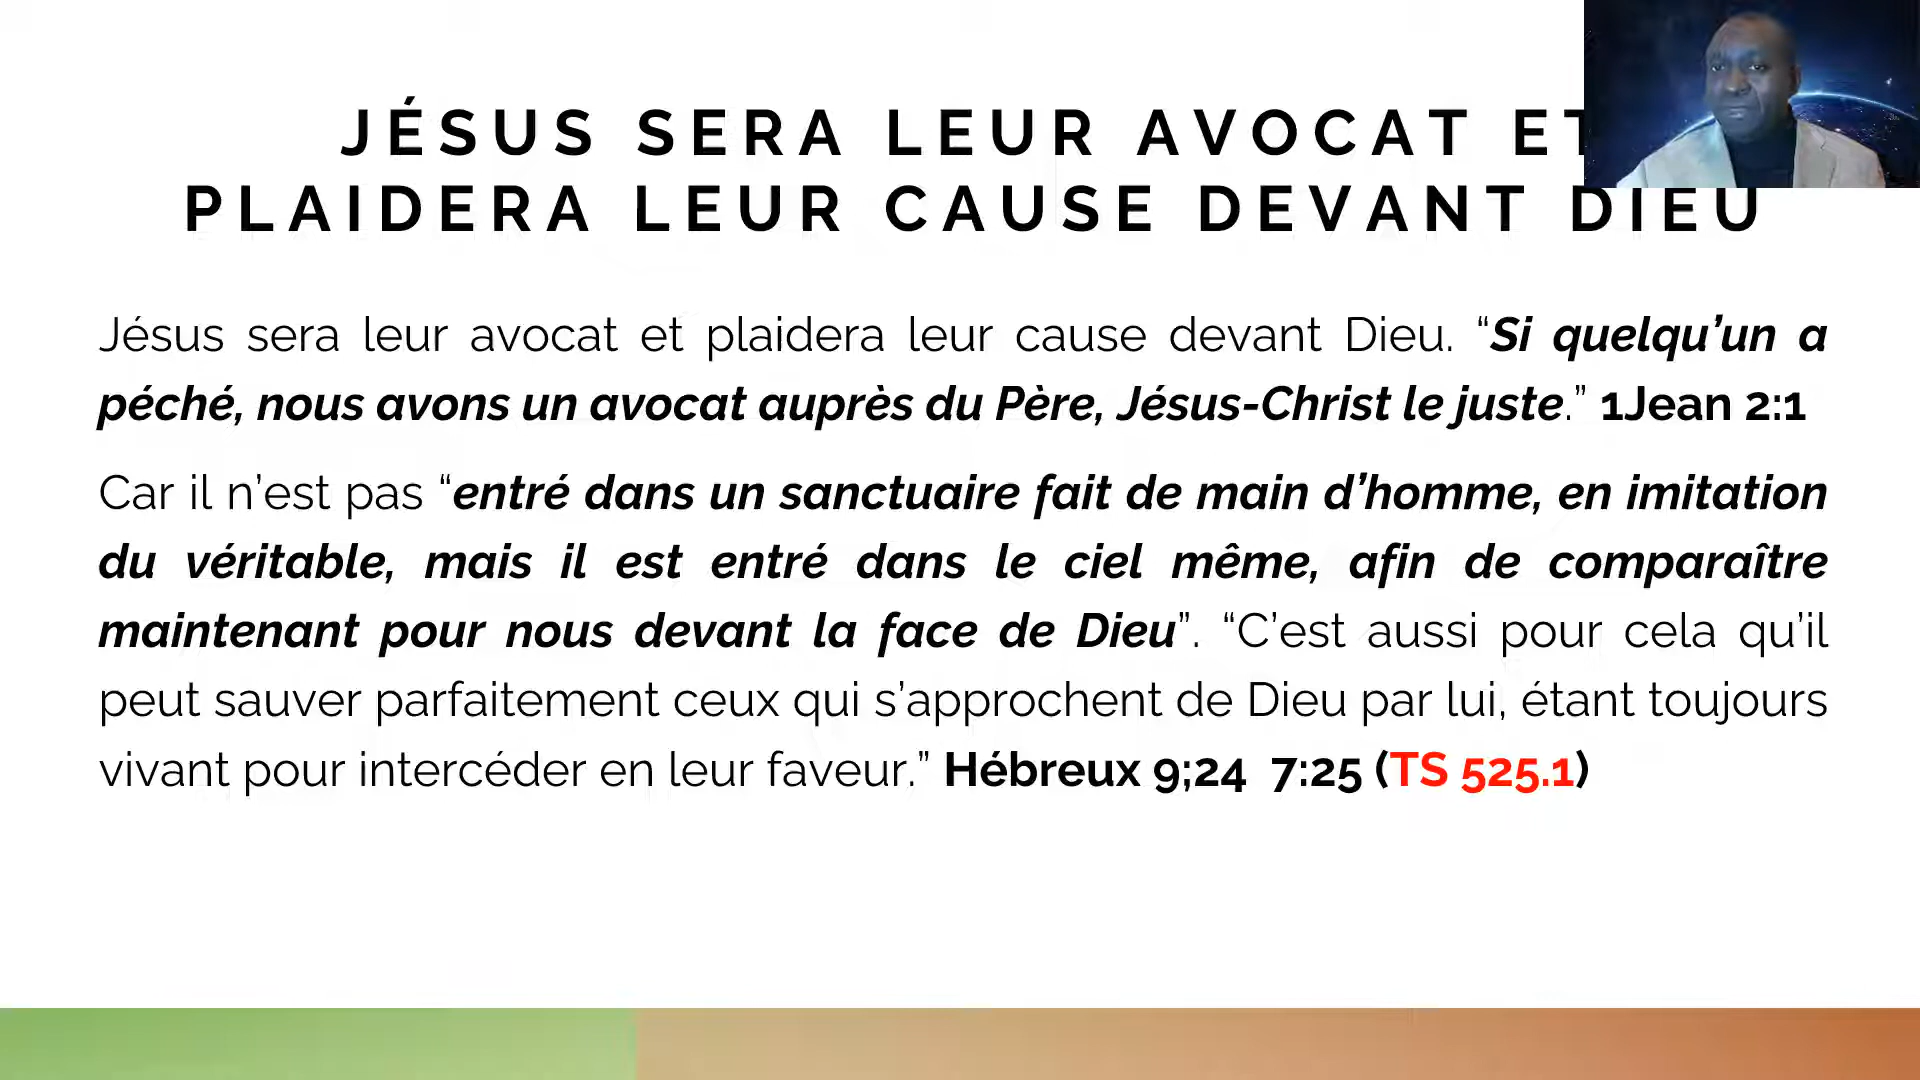 JÉSUS SERA LEUR AVOCAT ET
PLAIDERA LEUR CAUSE DEVANT DIEU
Jésus sera leur avocat et plaidera leur cause devant Dieu. “Si quelqu’un a
péché, nous avons un avocat auprès du Père, Jésus-Christ le juste.” 1Jean 2:1
Car il n’est pas “entré dans un sanctuaire fait de main d’homme, en imitation
du véritable, mais il est entré dans le ciel même, afin de comparaître
maintenant pour nous devant la face de Dieu”. “C’est aussi pour cela qu’il
peut sauver parfaitement ceux qui s’approchent de Dieu par lui, étant toujours
vivant pour intercéder en leur faveur.” Hébreux 9;24  7:25 (TS 525.1)